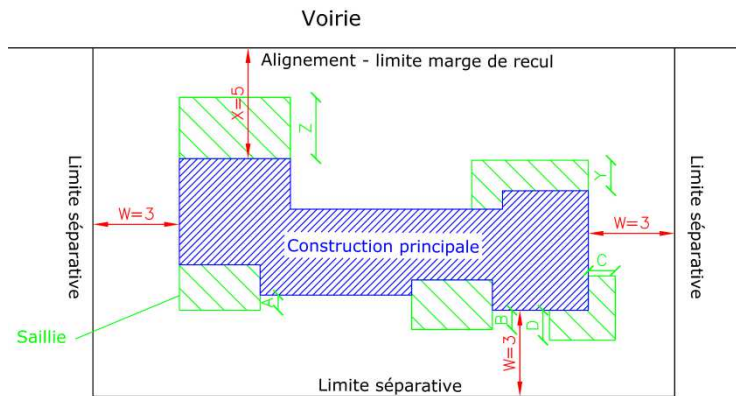 Voirie
Alignement - limite marge de recul
X=5
Z
Y
Limite séparative
W=3
Construction principale
W=3
Limite séparative
C
A
B
D
Saillie
W=3
Limite séparative